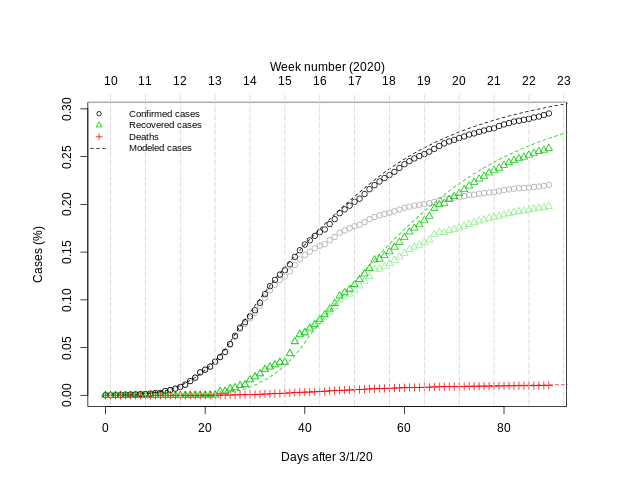 Week number (2020)
10 11 12 13 14 15 16 17 18 19 20 21 22 23
Confirmed cases
Recovered cases
Deaths
Modeled cases
Cases (%)
0.30
0.25
0.20
0.15
0.10
0.05
0.00
0 20 40 60 80
Days after 3/1/20